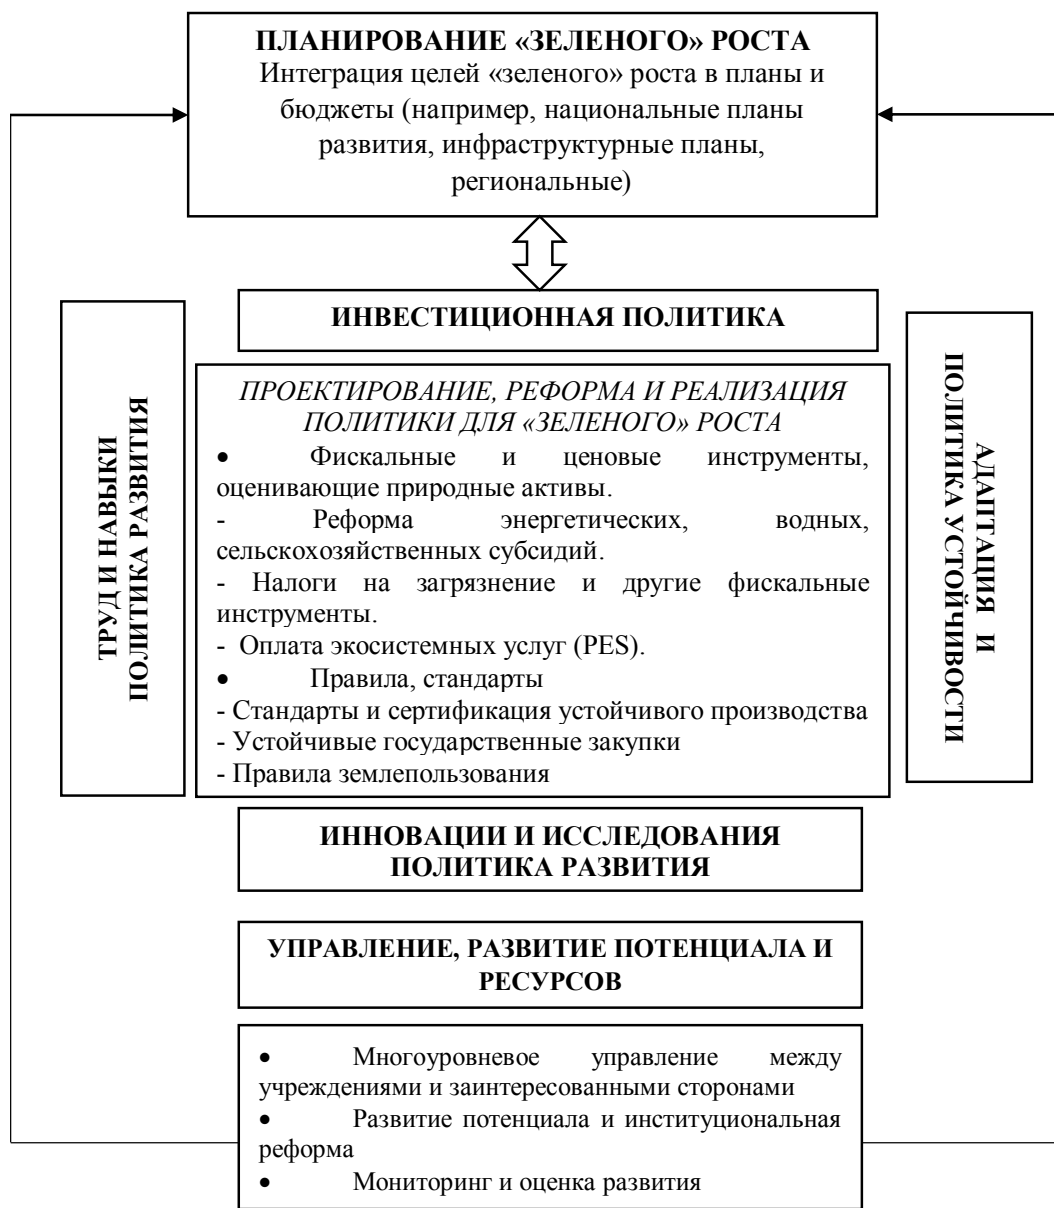 ПЛАНИРОВАНИЕ «ЗЕЛЕНОГО» РОСТА
Интеграция целей «зеленого» роста в планы и
бюджеты (например, национальные планы
развития, инфраструктурные планы,
региональные)
ИНВЕСТИЦИОННАЯ ПОЛИТИКА
ТРУД И НАВЫКИ
ПОЛИТИКА РАЗВИТИЯ
ПРОЕКТИРОВАНИЕ, РЕФОРМА И РЕАЛИЗАЦИЯ
ПОЛИТИКИ ДЛЯ «ЗЕЛЕНОГО» РОСТА
• Фискальные и ценовые инструменты,
оценивающие природные активы.
- Реформа энергетических, водных,
сельскохозяйственных субсидий.
- Налоги на загрязнение и другие фискальные
инструменты.
- Оплата экосистемных услуг (PES).
• Правила, стандарты
- Стандарты и сертификация устойчивого производства
- Устойчивые государственные закупки
- Правила землепользования
АДАПТАЦИЯ И
ПОЛИТИКА УСТОЙЧИВОСТИ
ИННОВАЦИИ И ИССЛЕДОВАНИЯ
ПОЛИТИКА РАЗВИТИЯ
УПРАВЛЕНИЕ, РАЗВИТИЕ ПОТЕНЦИАЛА И
РЕСУРСОВ
• Многоуровневое управление между
учреждениями и заинтересованными сторонами
• Развитие потенциала и институциональная
реформа
• Мониторинг и оценка развития